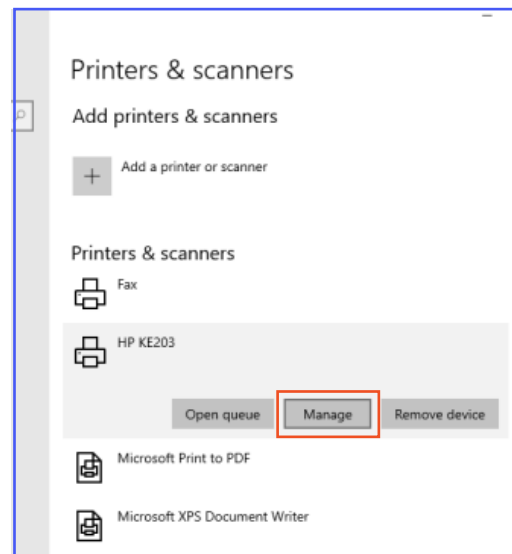 Printers & scanners
Add printers & scanners
Add a printer or scanner
Printers & scanners
Fax
HP KE203
Open queue Manage Remove device
Microsoft Print to PDF
Microsoft XPS Document Writer